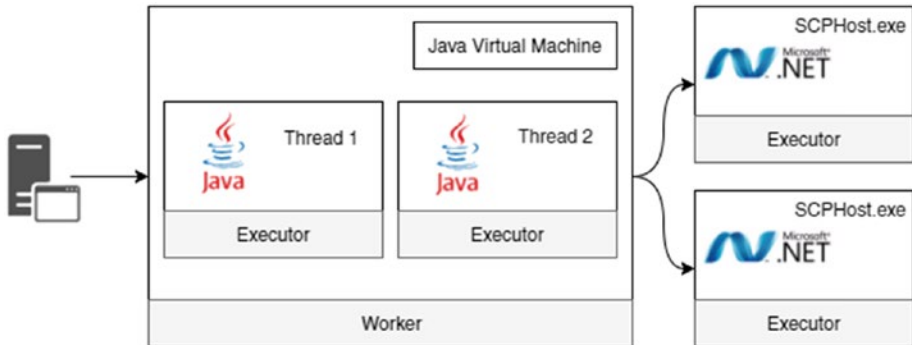 Java Virtual Machine
Thread 1
Java
Executor
Thread 2
Java
Executor
Worker
SCPHost.exe
Microsoft®
.NET
Executor
SCPHost.exe
Microsoft®
.NET
Executor